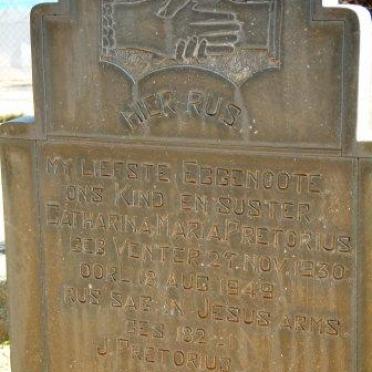 HIER RUS
MY LIEFSTE EGGENOOTE
ONS KIND EN SUSTER
CATHARINA MARIA PRETORIUS
GEB VENTER 27 NOV 1930
OORL 18 AUG 1949
RUS SAG IN JESUS ARMS
GES 182 - 1
J PRETORIUS